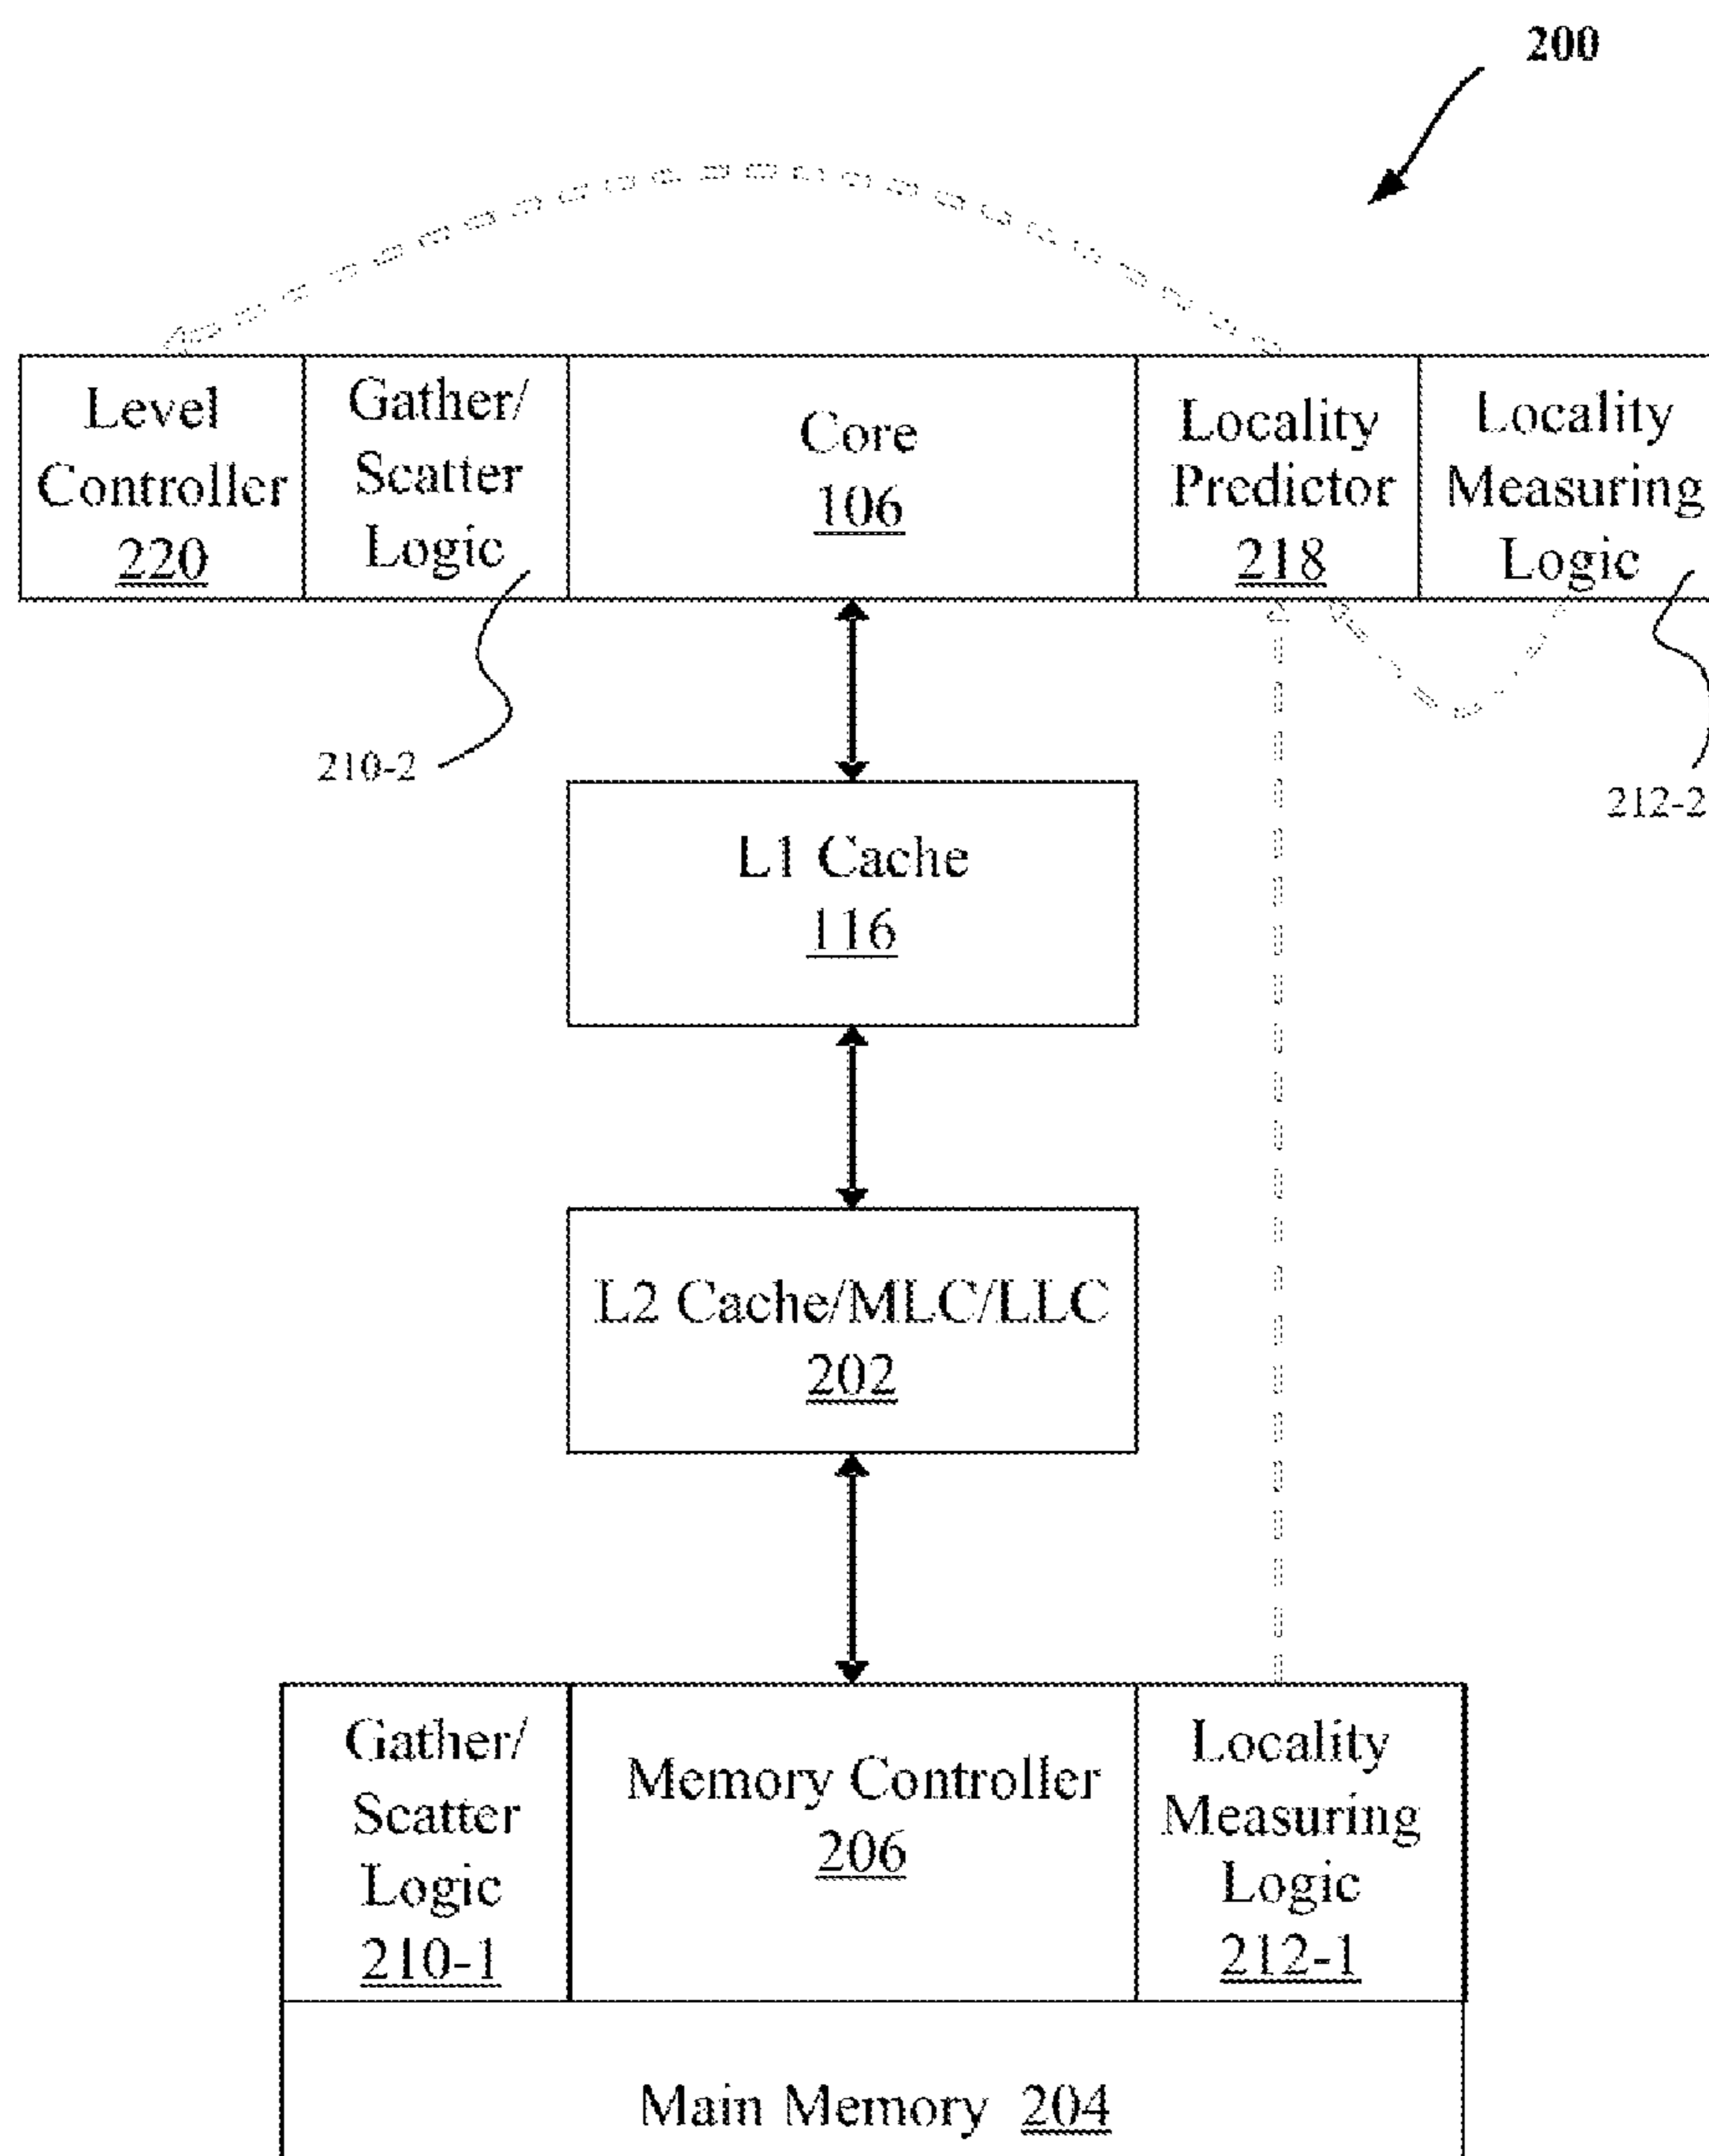 200
Level
Controller
220
Gather/
Scatter
Logic
Core
106
Locality
Predictor
218
Locality
Measuring
Logic
210-2
212-2
L1 Cache
116
L2 Cache/MLC/LLC
202
Gather/
Scatter
Logic
210-1
Memory Controller
206
Locality
Measuring
Logic
212-1
Main Memory 204